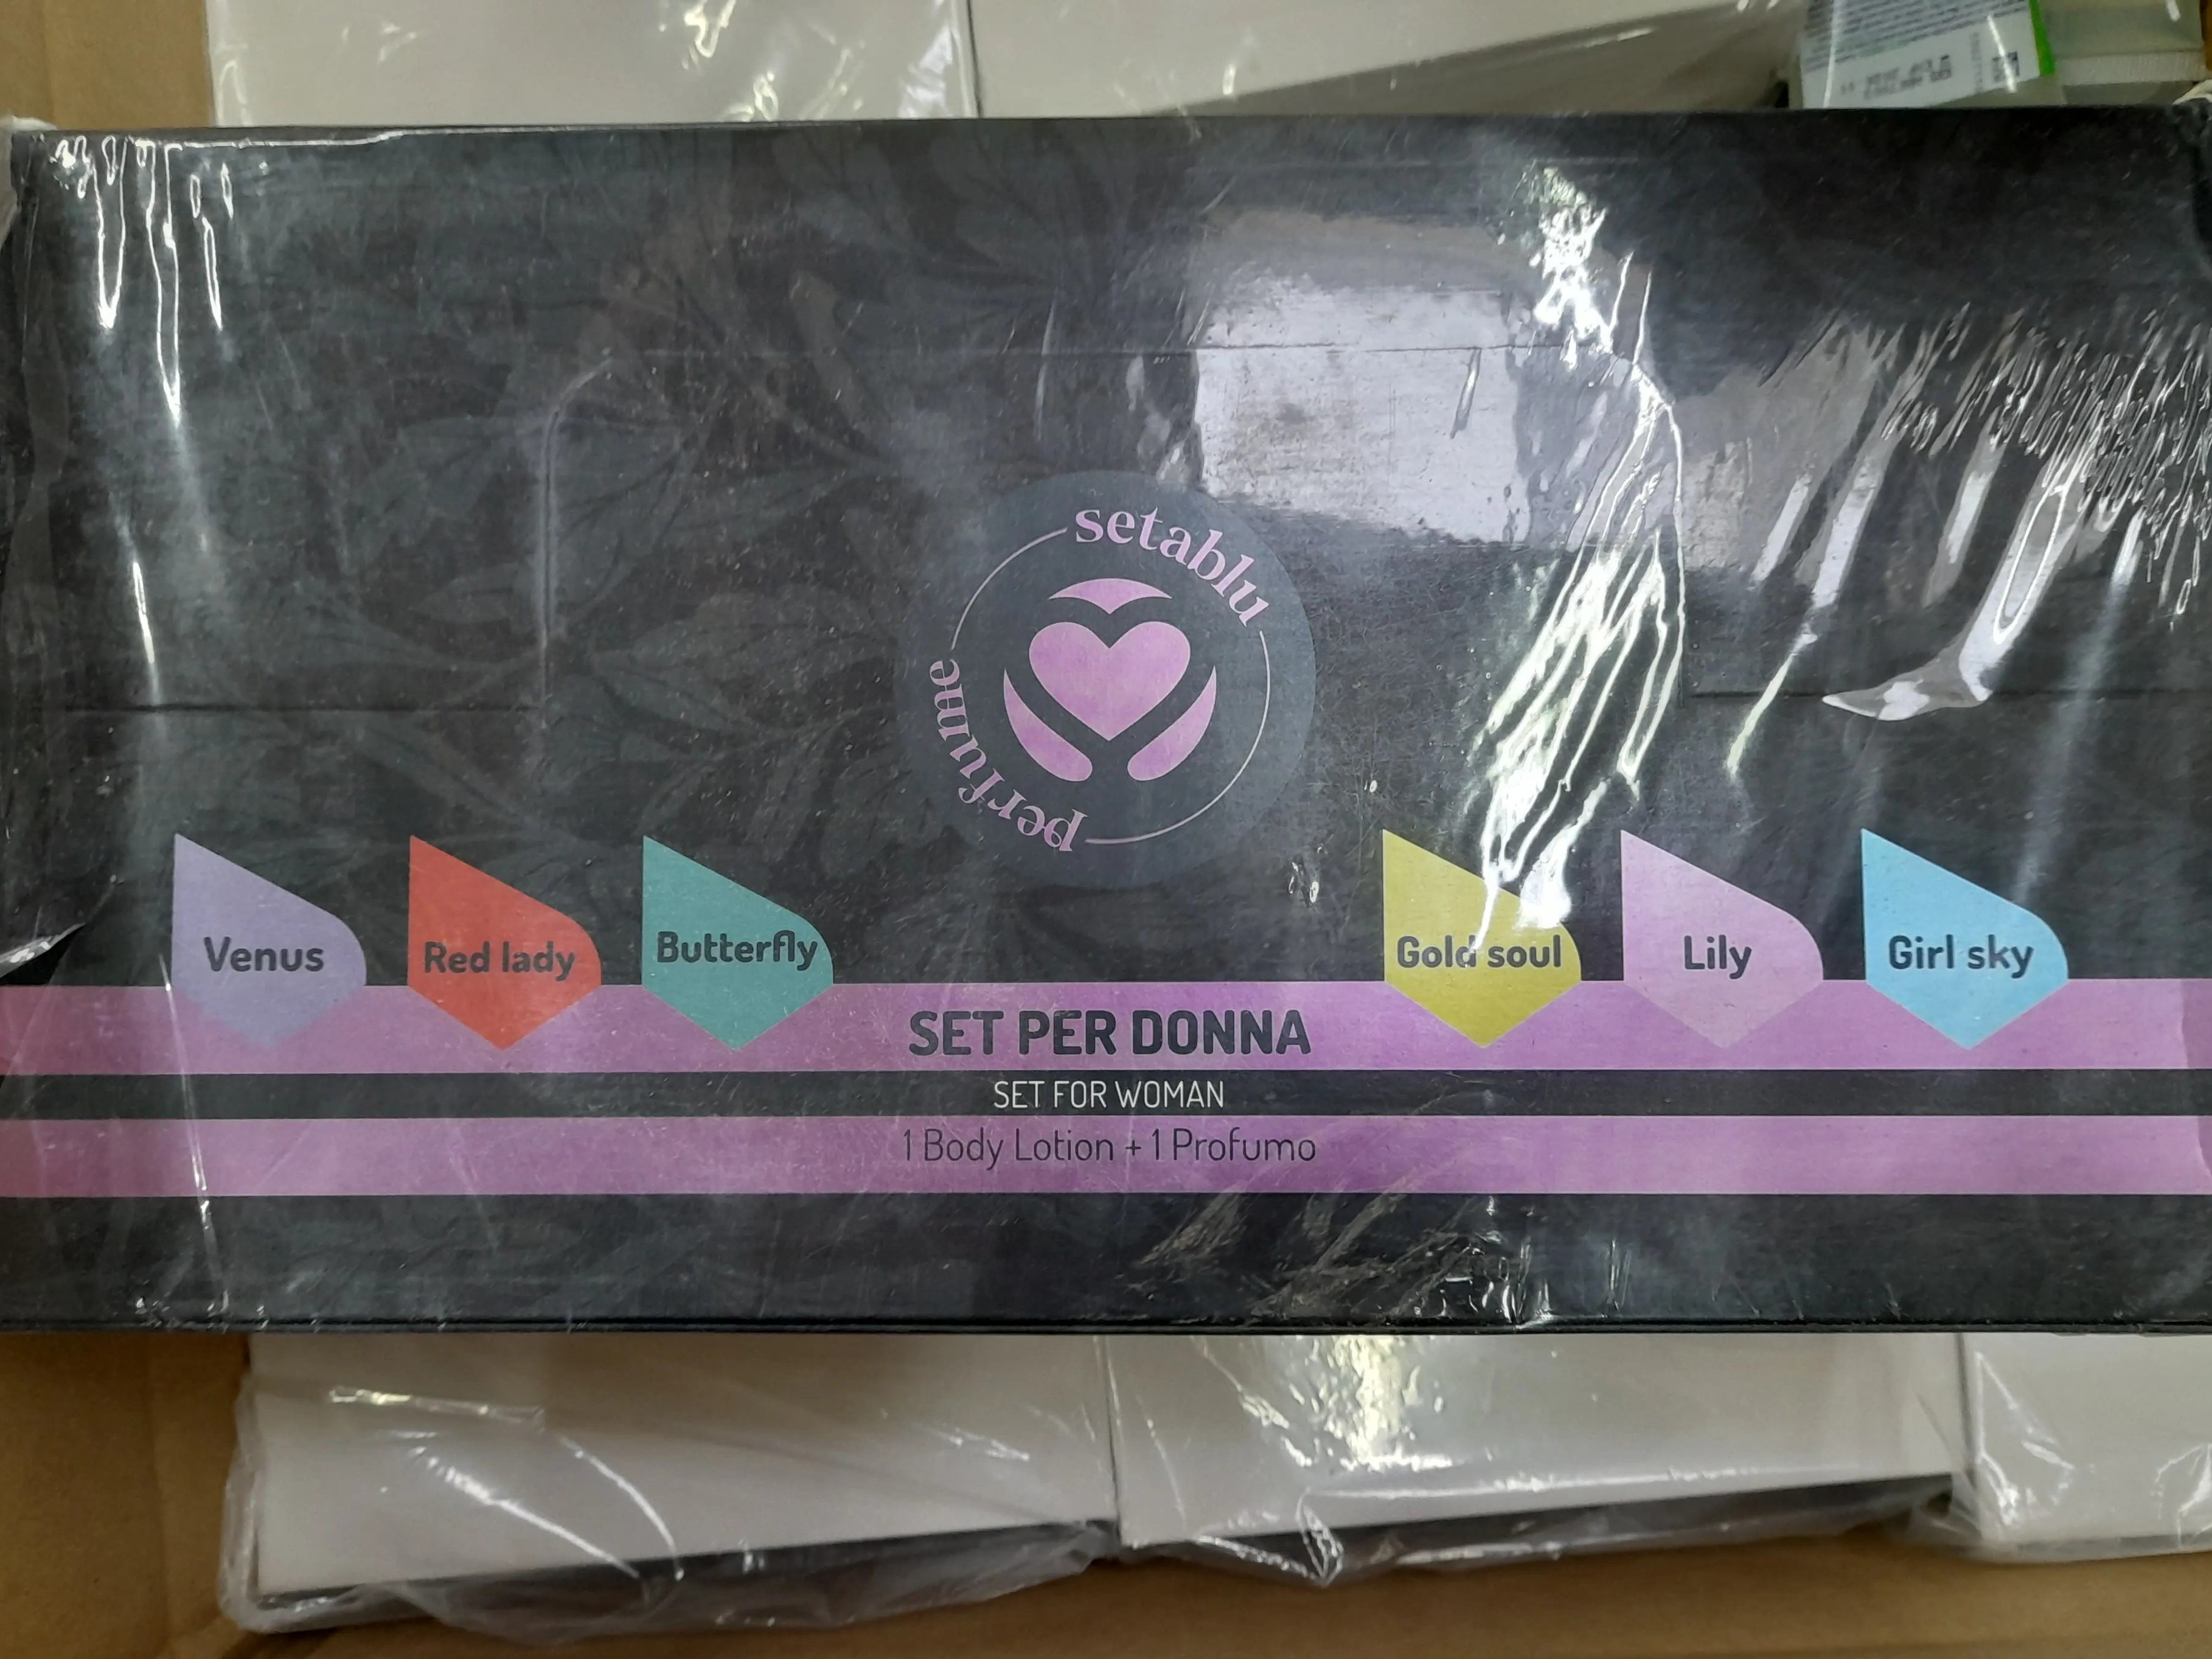 setablu
perfume
Venus
Red lady
Butterfly
Gold soul
Lily
Girl sky
SET PER DONNA
SET FOR WOMAN
1 Body Lotion + 1 Profumo